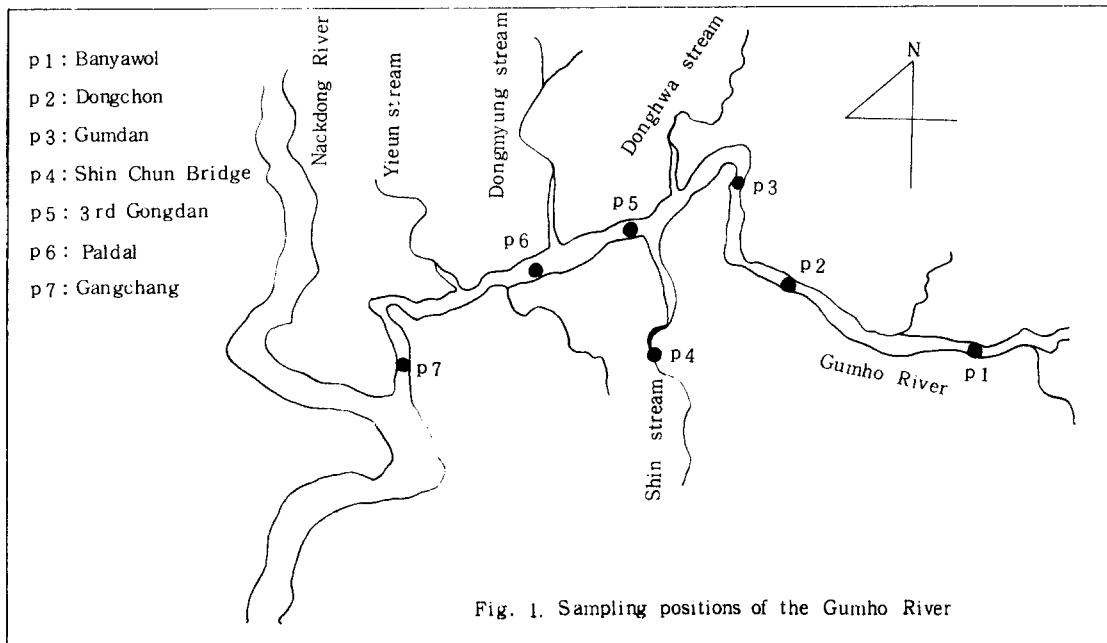 p1: Banyawol
p2: Dongchon
p3: Gumdan
p4: Shin Chun Bridge
p5: 3rd Gongdan
p6: Paldal
p7: Gangchang
Nackdong River
Yieun stream
Dongmyung stream
Donghwa stream
N
p3
p5
p6
p2
p4
p7
p1
Gumho River
Shin stream
Fig. 1. Sampling positions of the Gumho River